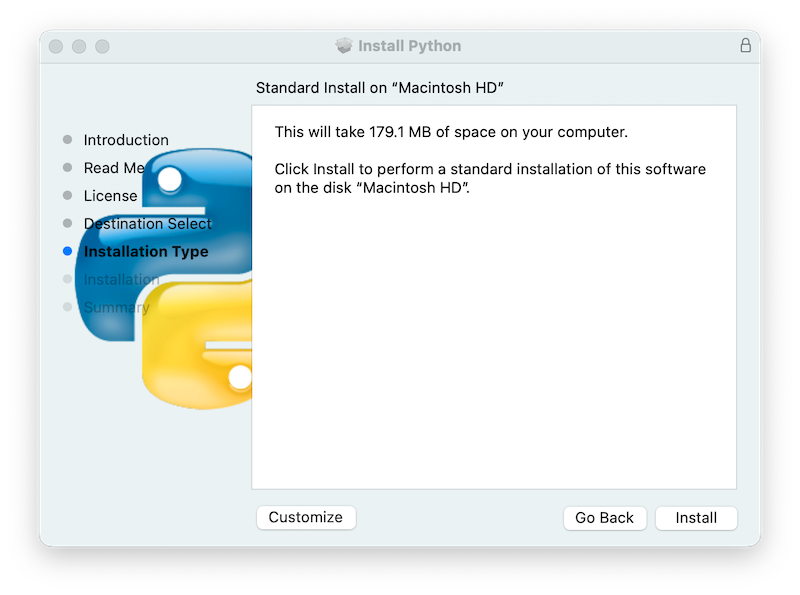 Install Python
Standard Install on “Macintosh HD”
Introduction
Read Me
License
Destination Select
Installation Type
Installation
Summary
This will take 179.1 MB of space on your computer.
Click Install to perform a standard installation of this software
on the disk “Macintosh HD”.
Customize
Go Back
Install